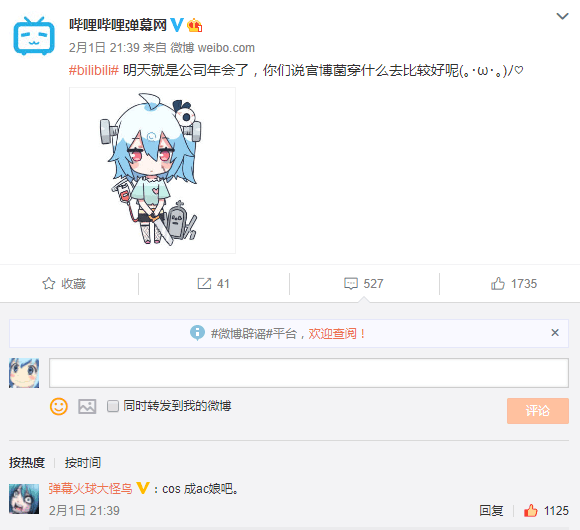 哔哩哔哩弹幕网
2月1日 21:39 来自 微博 weibo.com
#bilibili# 明天就是公司年会了，你们说官博菌穿什么去比较好呢(｡･ω･｡)/♡
收藏 41 527 1735
#微博辟谣#平台，欢迎查阅！
同时转发到我的微博 评论
按热度 按时间
弹幕火球大怪鸟：cos 成ac娘吧。
2月1日 21:39 回复 1125